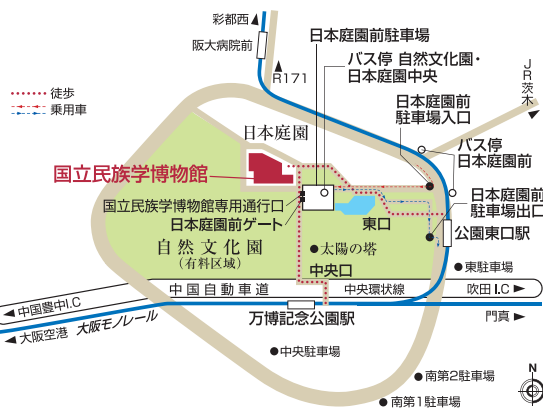 彩都西
阪大病院前
R171
日本庭園前駐車場
バス停 自然文化園・
日本庭園中央
JR茨木
徒歩
乗用車
日本庭園前
駐車場入口
日本庭園
バス停
日本庭園前
国立民族学博物館
国立民族学博物館専用通行口
日本庭園前ゲート
日本庭園前
駐車場出口
東口
公園東口駅
自然文化園
(有料区域)
太陽の塔
中央口
東駐車場
中国自動車道
中央環状線
吹田I.C
中国豊中I.C
大阪空港
大阪モノレール
万博記念公園駅
門真
中央駐車場
南第2駐車場
南第1駐車場
N